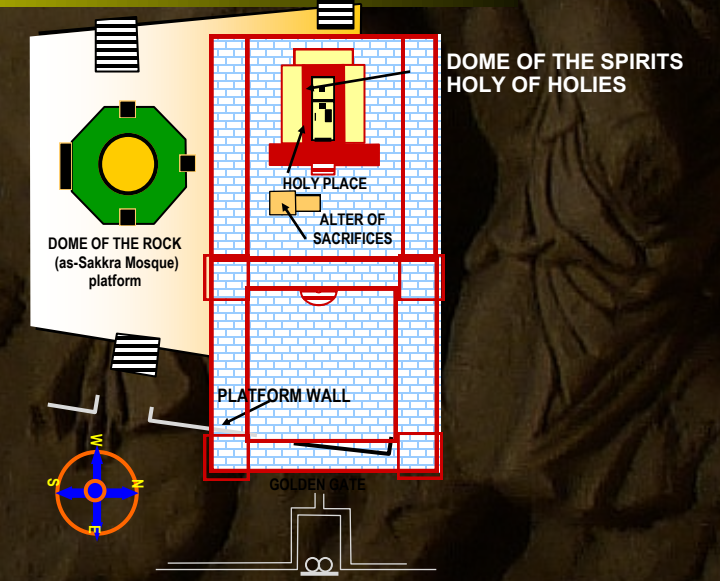 DOME OF THE SPIRITS
HOLY OF HOLIES
HOLY PLACE
ALTER OF
SACRIFICES
DOME OF THE ROCK
(as-Sakkra Mosque)
platform
PLATFORM WALL
W
S
N
E
GOLDEN GATE